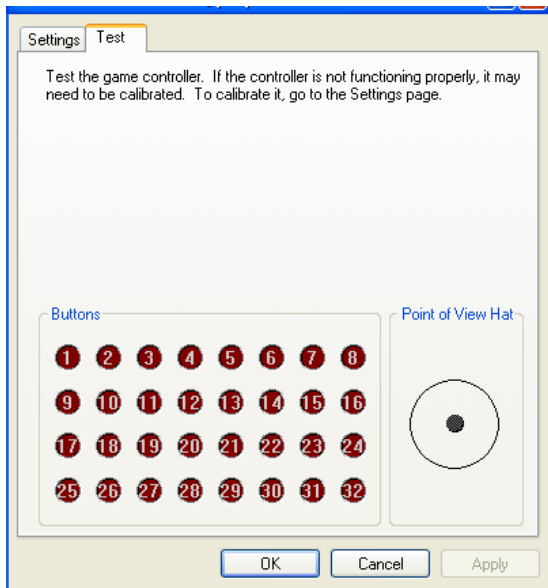 Settings Test
Test the game controller. If the controller is not functioning properly, it may
need to be calibrated. To calibrate it, go to the Settings page.
Buttons
1 2 3 4 5 6 7 8
9 10 11 12 13 14 15 16
17 18 19 20 21 22 23 24
25 26 27 28 29 30 31 32
Point of View Hat
OK Cancel Apply